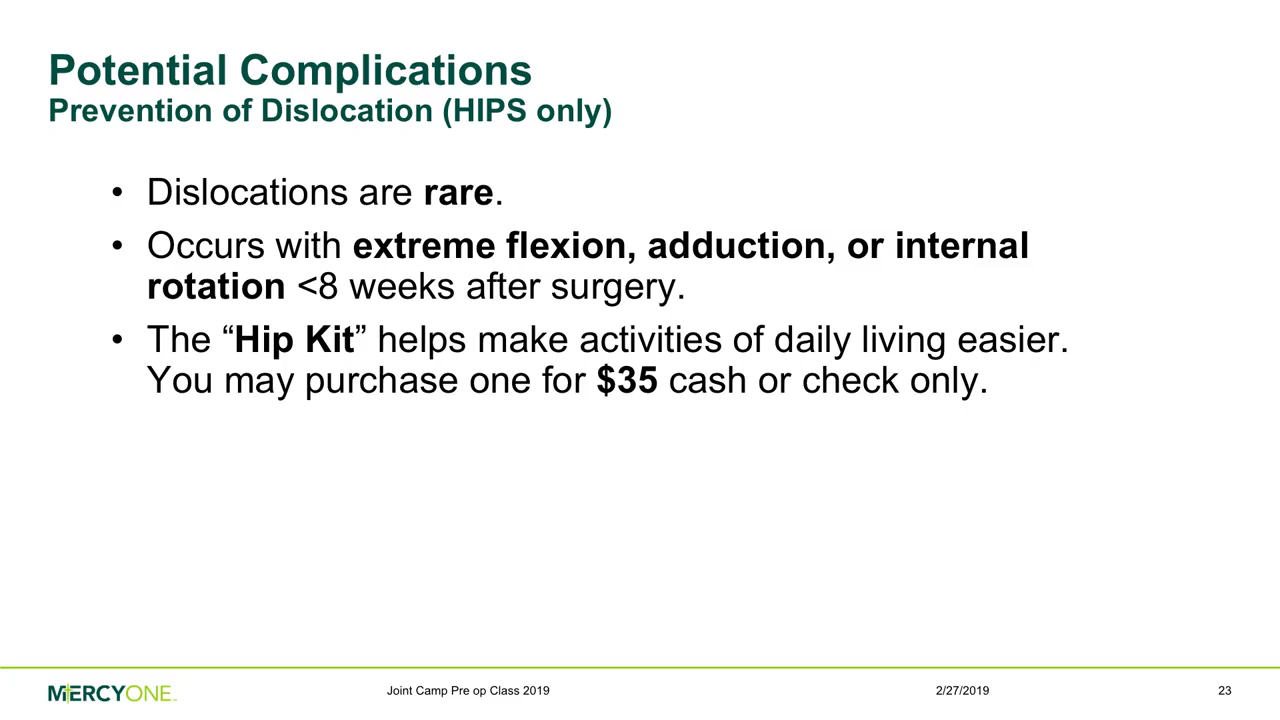 Potential Complications
Prevention of Dislocation (HIPS only)
• Dislocations are rare.
• Occurs with extreme flexion, adduction, or internal
rotation <8 weeks after surgery.
• The “Hip Kit” helps make activities of daily living easier.
You may purchase one for $35 cash or check only.
MERCYONE™
Joint Camp Pre op Class 2019
2/27/2019
23